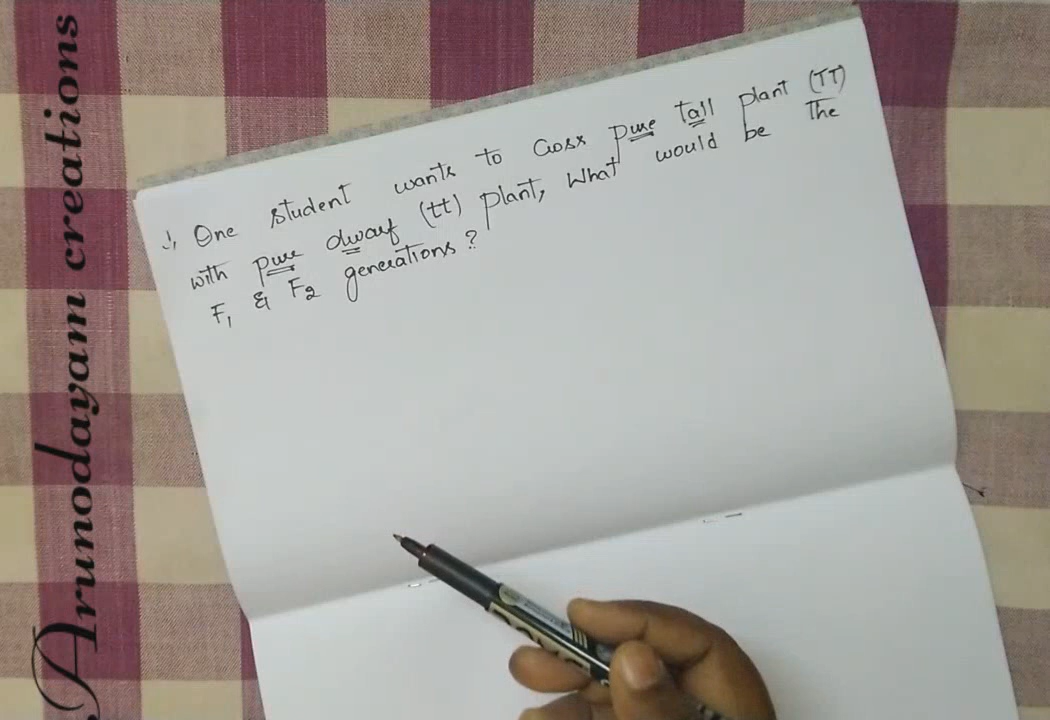 Arunodayam creations
1, One student wants to cross pure tall plant (TT)
with pure dwarf (tt) plant, What would be The
F1 & F2 generations?